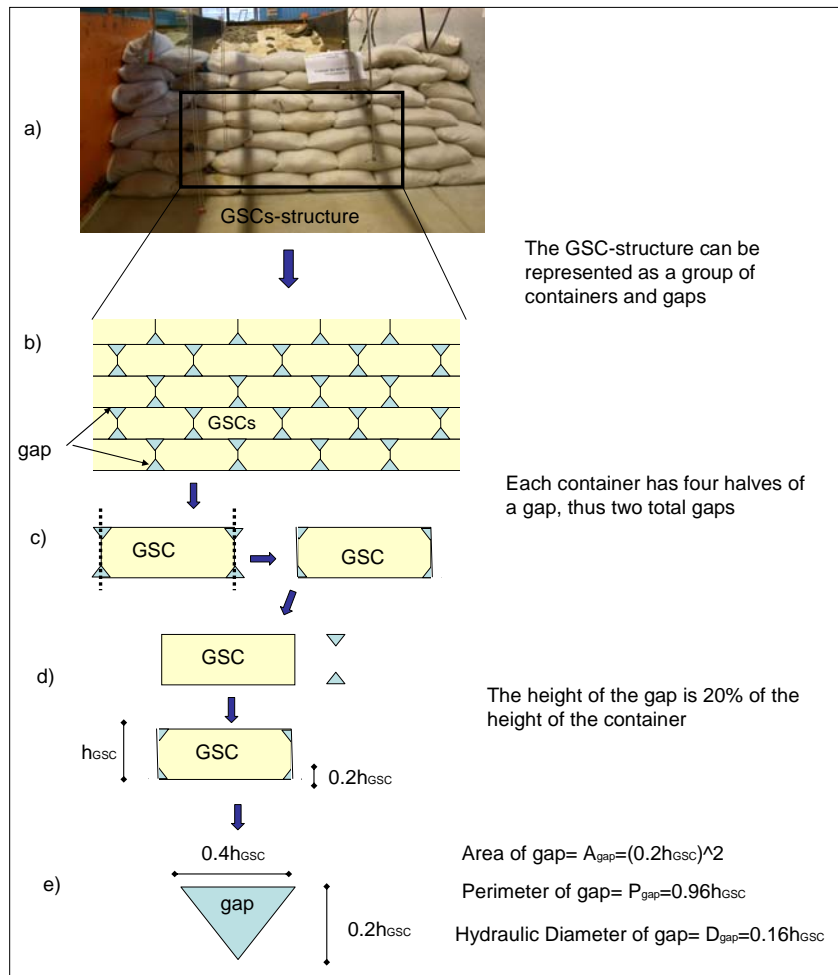 a)
GSCs-structure
The GSC-structure can be
represented as a group of
containers and gaps
b)
GSCs
gap
Each container has four halves of
a gap, thus two total gaps
c)
GSC
GSC
GSC
d)
The height of the gap is 20% of the
height of the container
hGSC
GSC
0.2hGSC
0.4hGSC
Area of gap= Agap=(0.2hGSC)^2
e)
gap
Perimeter of gap= Pgap=0.96hGSC
0.2hGSC
Hydraulic Diameter of gap= Dgap=0.16hGSC